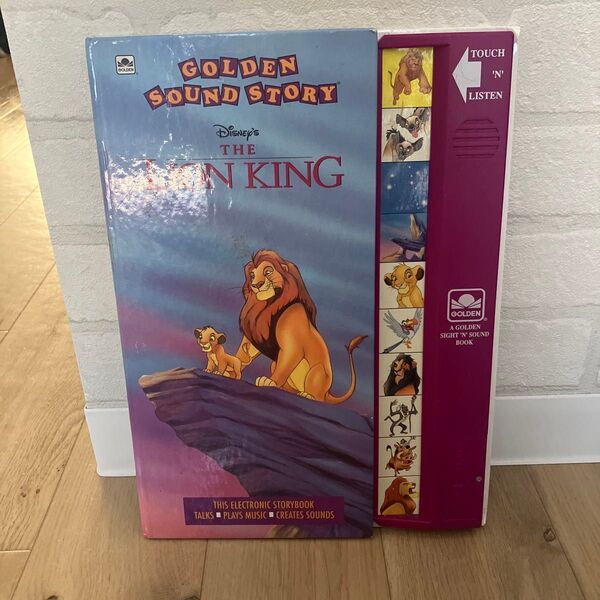 GOLDEN
GOLDEN
SOUND STORY
DISNEY'S
THE
LION KING
THIS ELECTRONIC STORYBOOK
TALKS ■ PLAYS MUSIC ■ CREATES SOUNDS
TOUCH
'N'
LISTEN
GOLDEN
A GOLDEN
SIGHT 'N' SOUND
BOOK